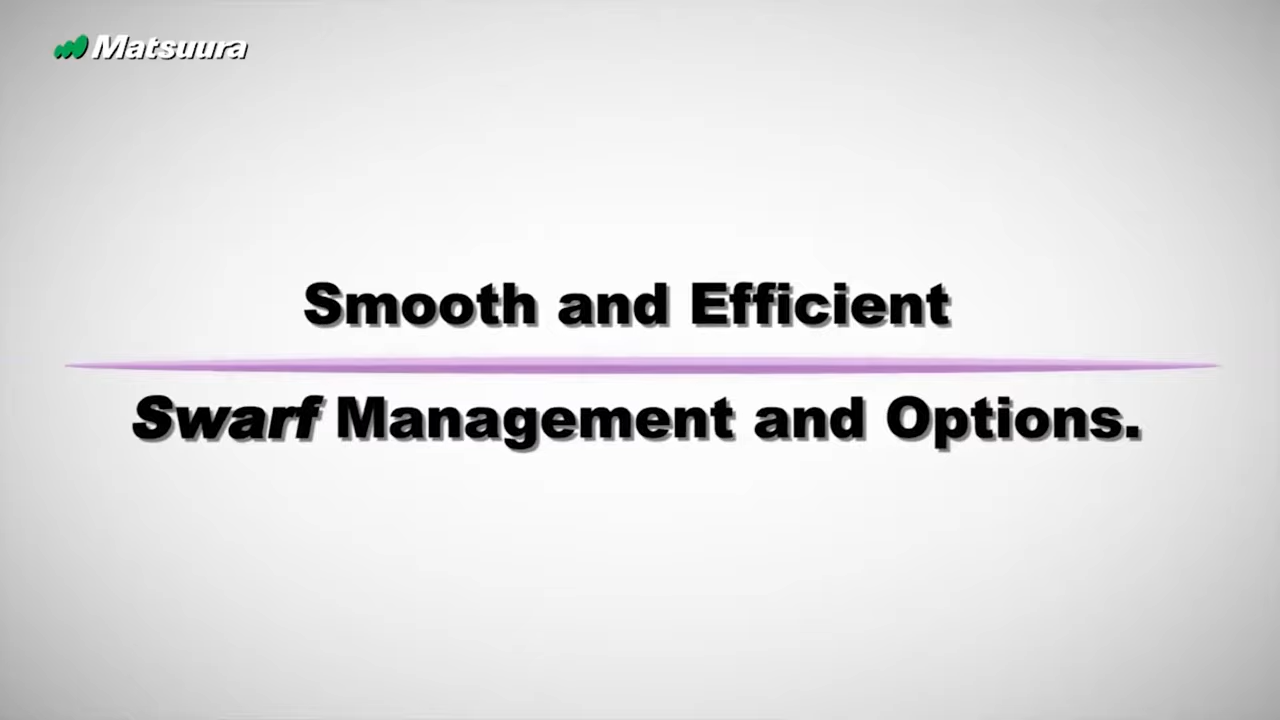 Matsuura
Smooth and Efficient
Swarf Management and Options.